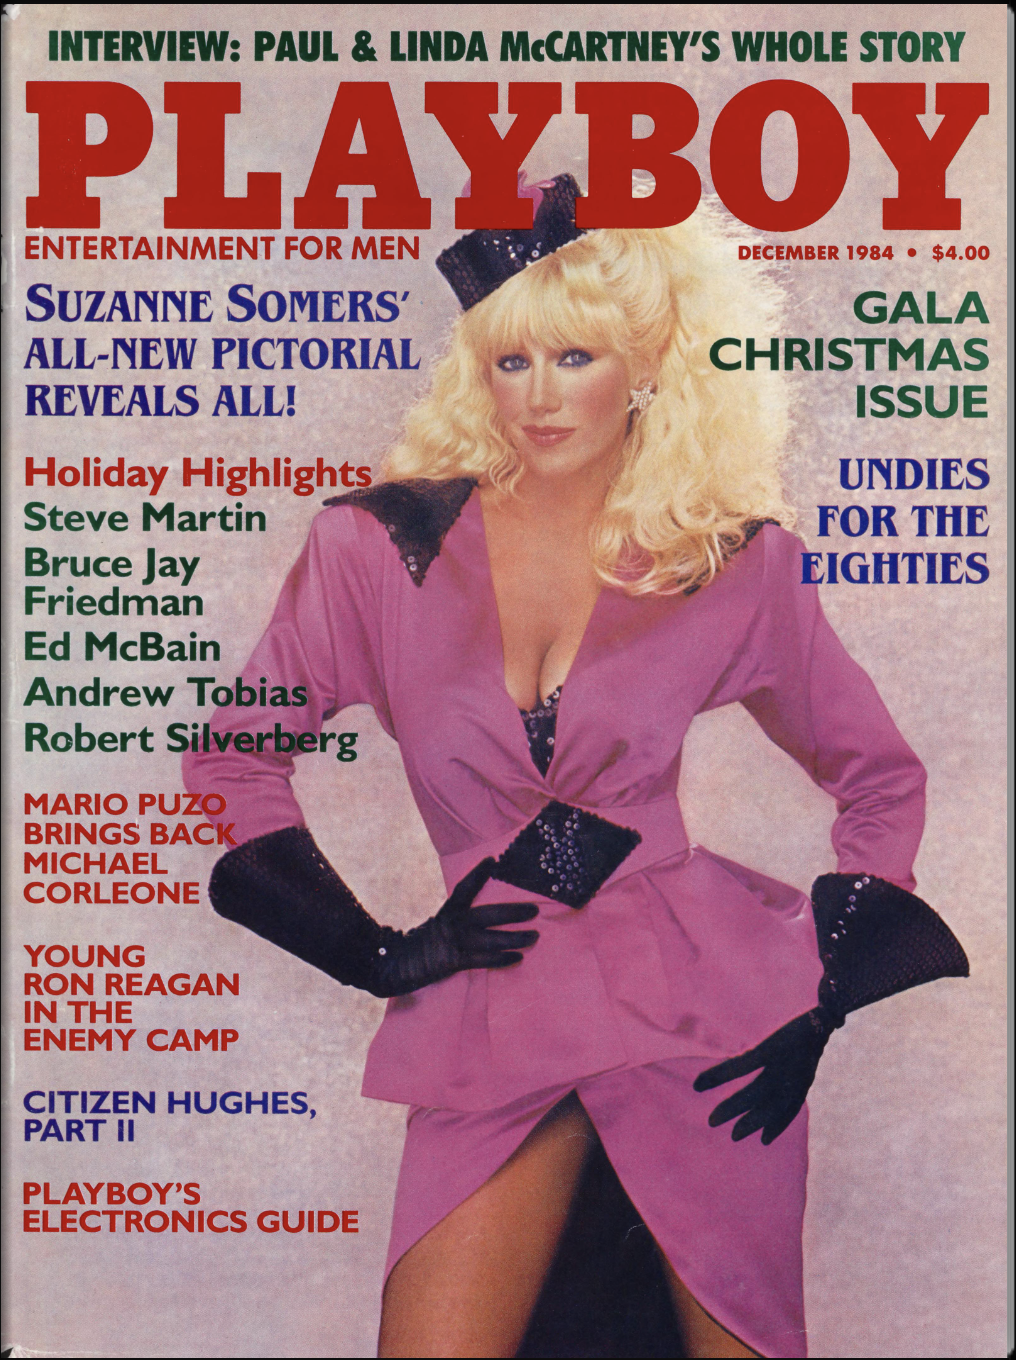 INTERVIEW: PAUL & LINDA McCARTNEY'S WHOLE STORY
PLAYBOY
ENTERTAINMENT FOR MEN
DECEMBER 1984 • $4.00
SUZANNE SOMERS'
ALL-NEW PICTORIAL
REVEALS ALL!
GALA
CHRISTMAS
ISSUE
Holiday Highlights
Steve Martin
Bruce Jay
Friedman
Ed McBain
Andrew Tobias
Robert Silverberg
UNDIES
FOR THE
EIGHTIES
MARIO PUZO
BRINGS BACK
MICHAEL
CORLEONE
YOUNG
RON REAGAN
IN THE
ENEMY CAMP
CITIZEN HUGHES,
PART II
PLAYBOY'S
ELECTRONICS GUIDE